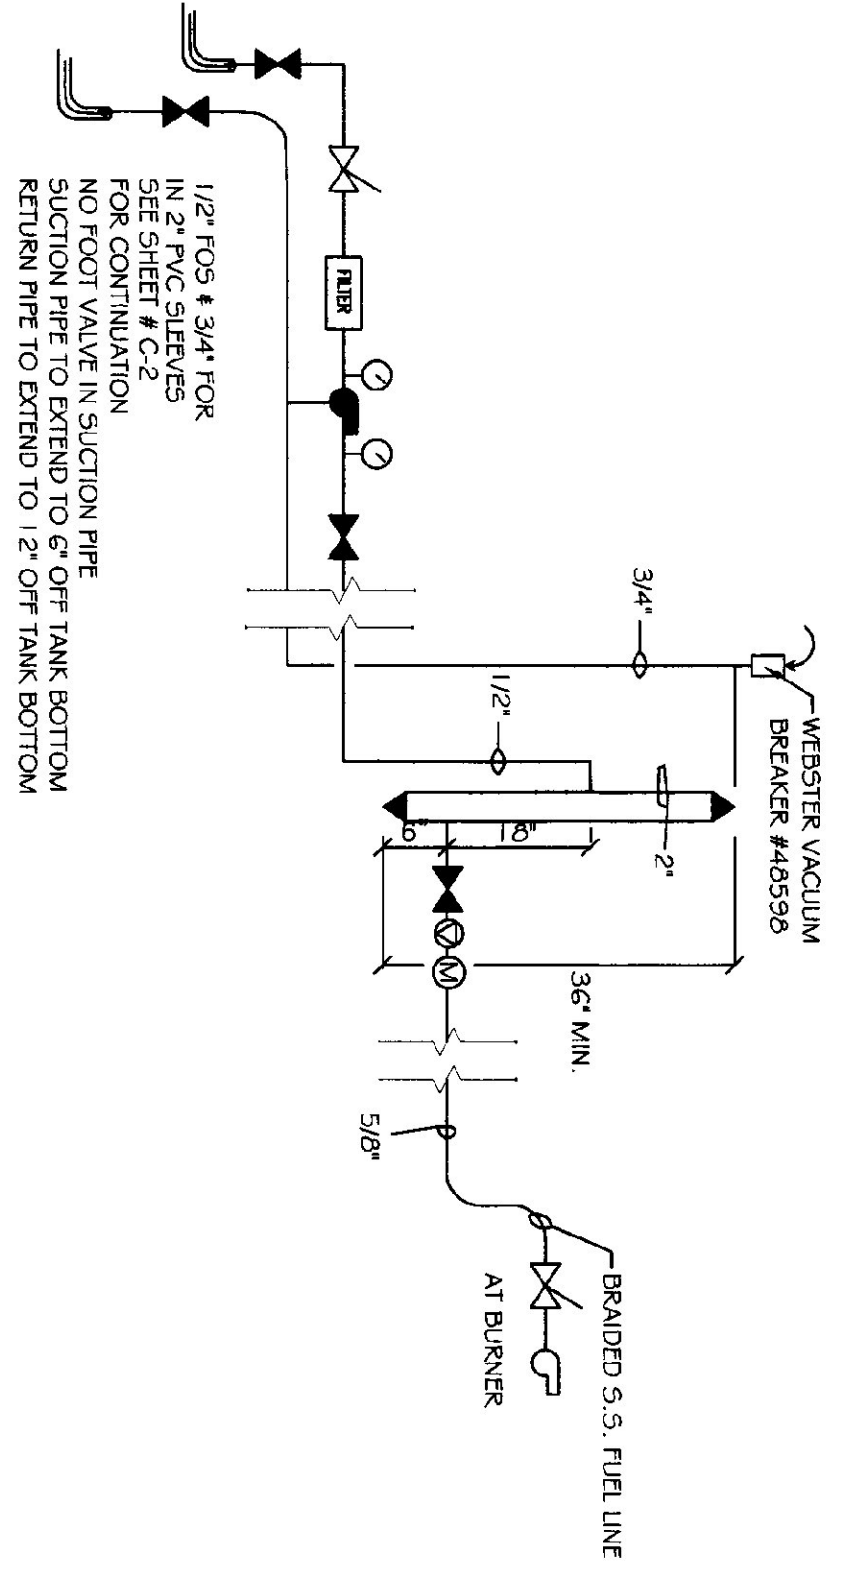 WEBSTER VACUUM
BREAKER #48598
3/4"
1/2"
2"
6"
18"
36" MIN.
FILTER
M
5/8"
BRAIDED S.S. FUEL LINE
AT BURNER
1/2" FOS & 3/4" FOR
IN 2" PVC SLEEVES
SEE SHEET # C-2
FOR CONTINUATION
NO FOOT VALVE IN SUCTION PIPE
SUCTION PIPE TO EXTEND TO 6" OFF TANK BOTTOM
RETURN PIPE TO EXTEND TO 12" OFF TANK BOTTOM